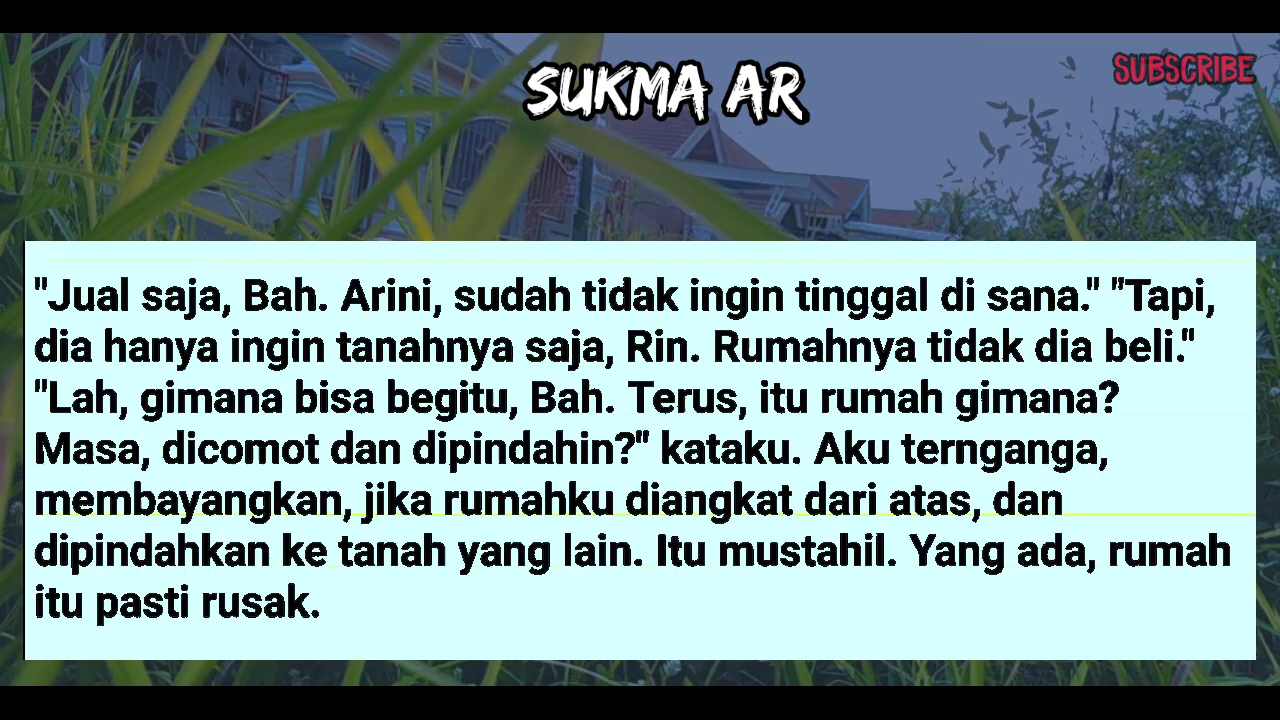 SUKMA AR
SUBSCRIBE
"Jual saja, Bah. Arini, sudah tidak ingin tinggal di sana." "Tapi,
dia hanya ingin tanahnya saja, Rin. Rumahnya tidak dia beli."
"Lah, gimana bisa begitu, Bah. Terus, itu rumah gimana?
Masa, dicomot dan dipindahin?" kataku. Aku ternganga,
membayangkan, jika rumahku diangkat dari atas, dan
dipindahkan ke tanah yang lain. Itu mustahil. Yang ada, rumah
itu pasti rusak.